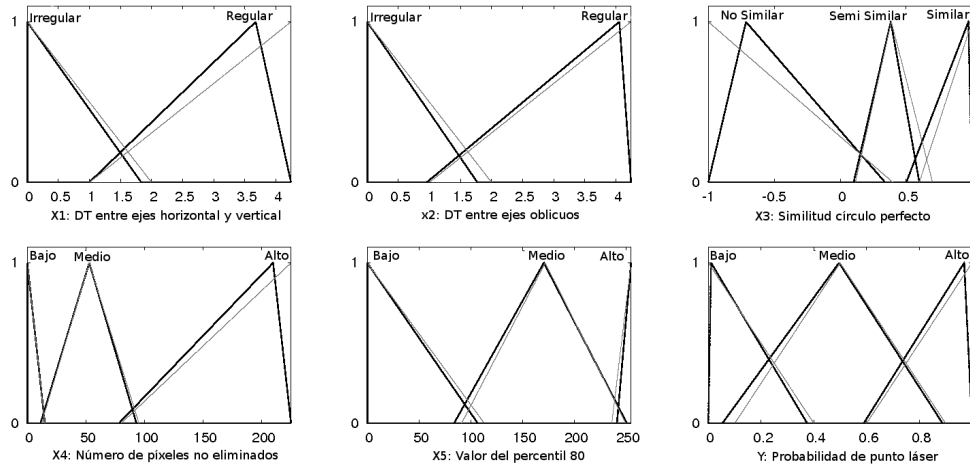 Irregular Regular
1
0
0 0.5 1 1.5 2 2.5 3 3.5 4
X1: DT entre ejes horizontal y vertical
Irregular Regular
1
0
0 0.5 1 1.5 2 2.5 3 3.5 4
x2: DT entre ejes oblicuos
No Similar Semi Similar Similar
1
0
-1 -0.5 0 0.5
X3: Similitud círculo perfecto
Bajo Medio Alto
1
0
0 50 100 150 200
X4: Número de pixeles no eliminados
Bajo Medio Alto
1
0
0 50 100 150 200 250
X5: Valor del percentil 80
Bajo Medio Alto
1
0
0 0.2 0.4 0.6 0.8 1
Y: Probabilidad de punto láser